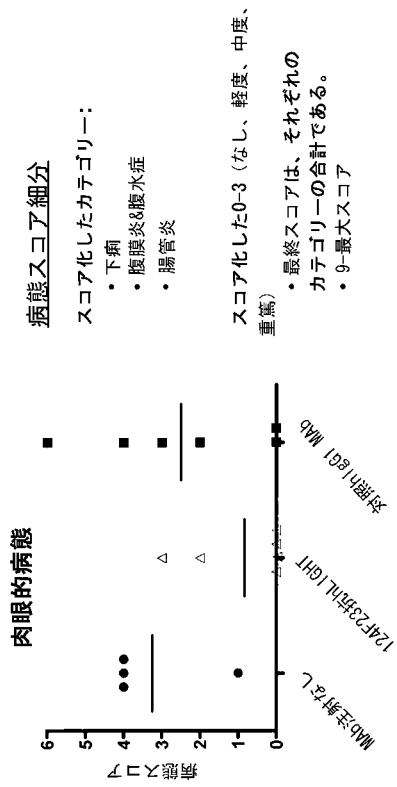 肉眼的病態
病態スコア
6
5
4
3
2
1
0
MAb注射なし
124F23抗hLIGHT
対照hIgG1 MAb
病態スコア細分
スコア化したカテゴリー:
• 下痢
• 腹膜炎&腹水症
• 腸管炎
スコア化した0-3（なし、軽度、中度、
重篤）
• 最終スコアは、それぞれの
カテゴリーの合計である。
• 9-最大スコア